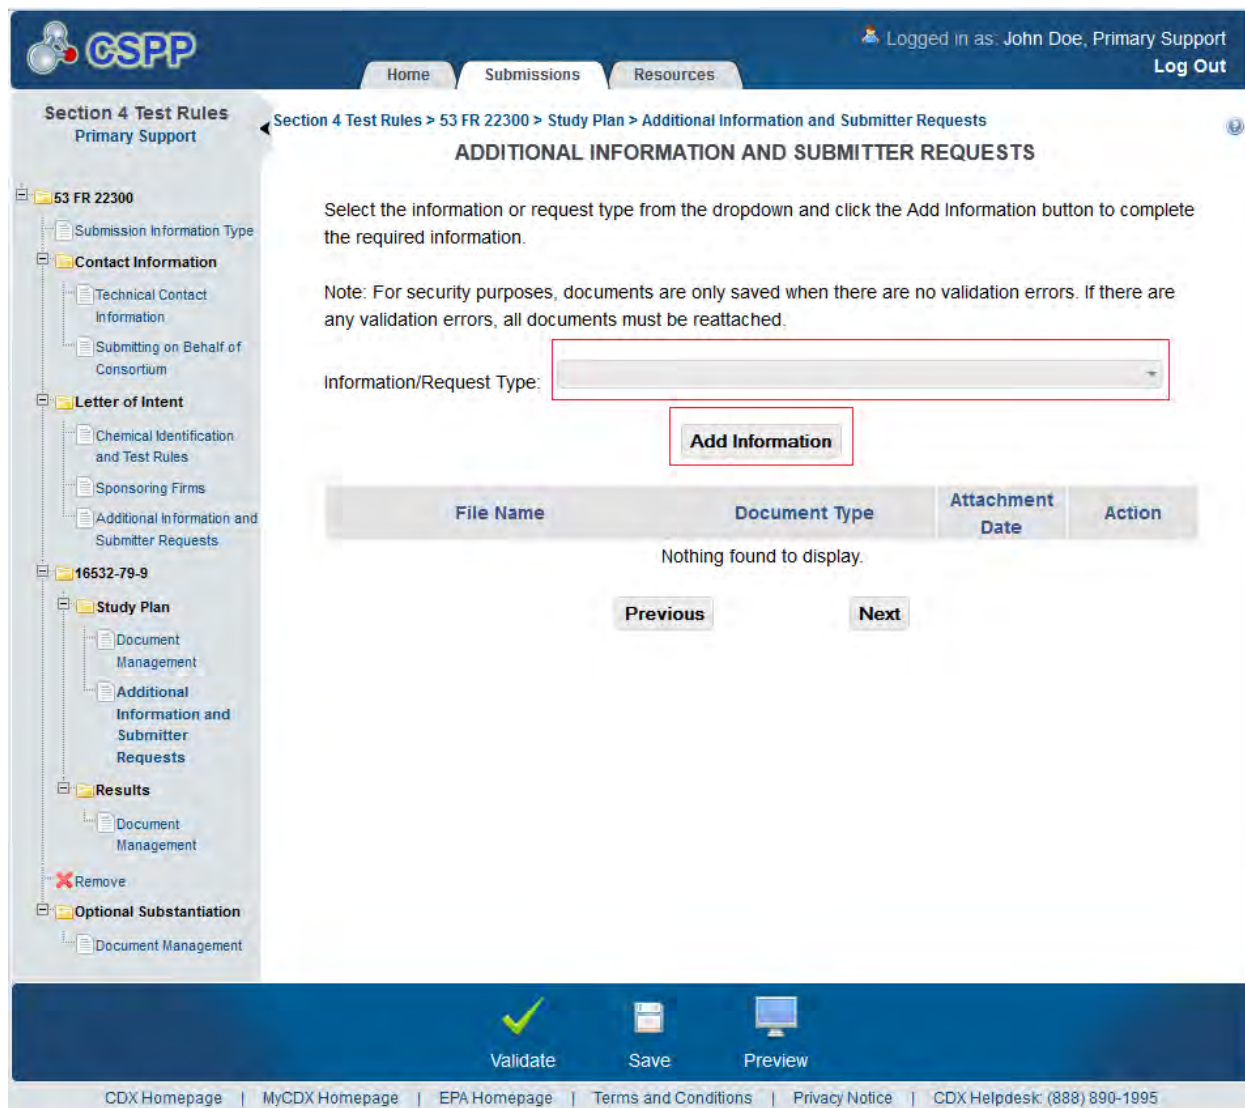 CSPP
Logged in as: John Doe, Primary Support
Log Out
Home
Submissions
Resources
Section 4 Test Rules
Primary Support
53 FR 22300
Submission Information Type
Contact Information
Technical Contact
Information
Submitting on Behalf of
Consortium
Letter of Intent
Chemical Identification
and Test Rules
Sponsoring Firms
Additional Information and
Submitter Requests
16532-79-9
Study Plan
Document
Management
Additional
Information and
Submitter
Requests
Results
Document
Management
Remove
Optional Substantiation
Document Management
Section 4 Test Rules > 53 FR 22300 > Study Plan > Additional Information and Submitter Requests
ADDITIONAL INFORMATION AND SUBMITTER REQUESTS
Select the information or request type from the dropdown and click the Add Information button to complete
the required information.
Note: For security purposes, documents are only saved when there are no validation errors. If there are
any validation errors, all documents must be reattached.
Information/Request Type:
Add Information
File Name
Document Type
Attachment
Date
Action
Nothing found to display.
Previous
Next
Validate
Save
Preview
CDX Homepage | MyCDX Homepage | EPA Homepage | Terms and Conditions | Privacy Notice | CDX Helpdesk: (888) 890-1995